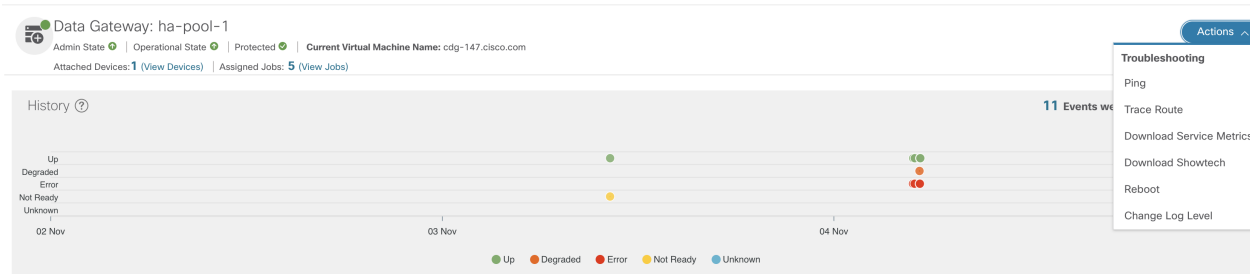 Data Gateway: ha-pool-1
Admin State | Operational State | Protected | Current Virtual Machine Name: cdg-147.cisco.com
Attached Devices: 1 (View Devices) | Assigned Jobs: 5 (View Jobs)
Actions
Troubleshooting
Ping
Trace Route
Download Service Metrics
Download Showtech
Reboot
Change Log Level
History ?
11 Events we
Up
Degraded
Error
Not Ready
Unknown
02 Nov 03 Nov 04 Nov
Up Degraded Error Not Ready Unknown